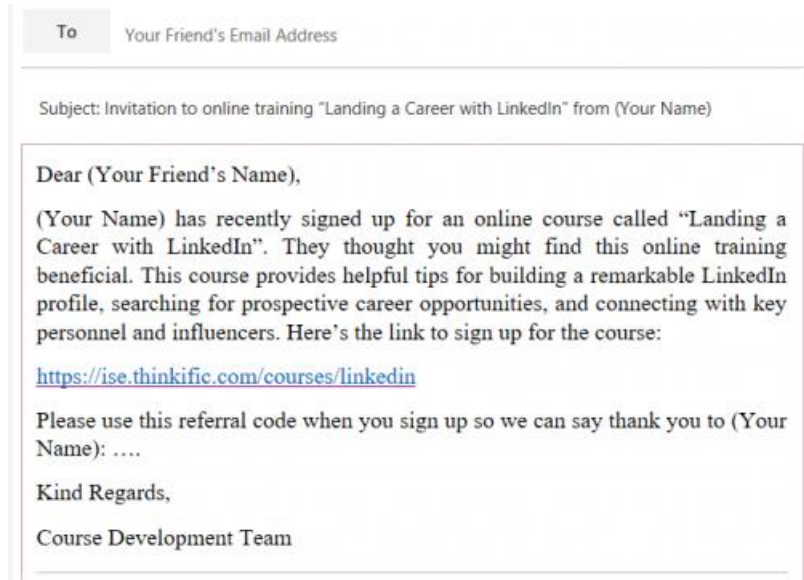 To
Your Friend's Email Address
Subject: Invitation to online training "Landing a Career with LinkedIn" from (Your Name)
Dear (Your Friend’s Name),
(Your Name) has recently signed up for an online course called “Landing a
Career with LinkedIn”. They thought you might find this online training
beneficial. This course provides helpful tips for building a remarkable LinkedIn
profile, searching for prospective career opportunities, and connecting with key
personnel and influencers. Here’s the link to sign up for the course:
https://ise.thinkific.com/courses/linkedin
Please use this referral code when you sign up so we can say thank you to (Your
Name): ….
Kind Regards,
Course Development Team